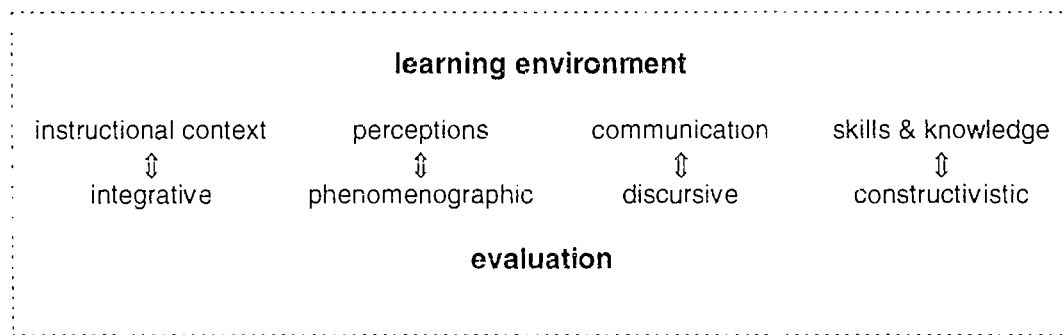 learning environment
instructional context perceptions communication skills & knowledge
⇕ ⇕ ⇕ ⇕
integrative phenomenographic discursive constructivistic
evaluation